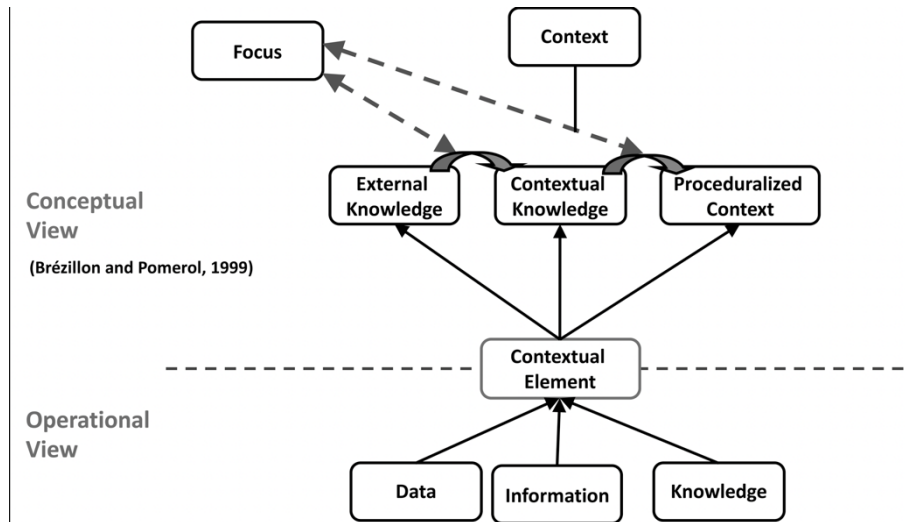 Focus
Context
External
Knowledge
Contextual
Knowledge
Proceduralized
Context
Conceptual
View
(Brézillon and Pomerol, 1999)
Contextual
Element
Operational
View
Data
Information
Knowledge